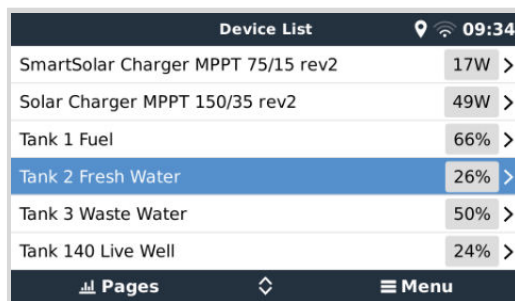 Device List 09:34
SmartSolar Charger MPPT 75/15 rev2 17W
Solar Charger MPPT 150/35 rev2 49W
Tank 1 Fuel 66%
Tank 2 Fresh Water 26%
Tank 3 Waste Water 50%
Tank 140 Live Well 24%
Pages Menu